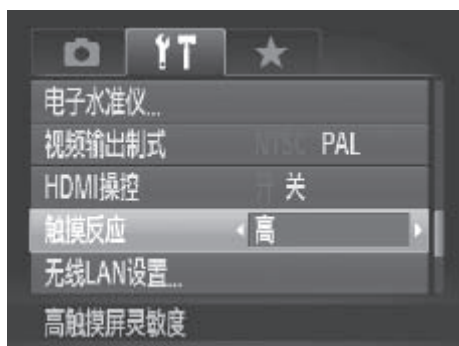 电子水准仪...
视频输出制式 NTSC PAL
HDMI操控 开 关
触摸反应 高
无线LAN设置...
高触摸屏灵敏度